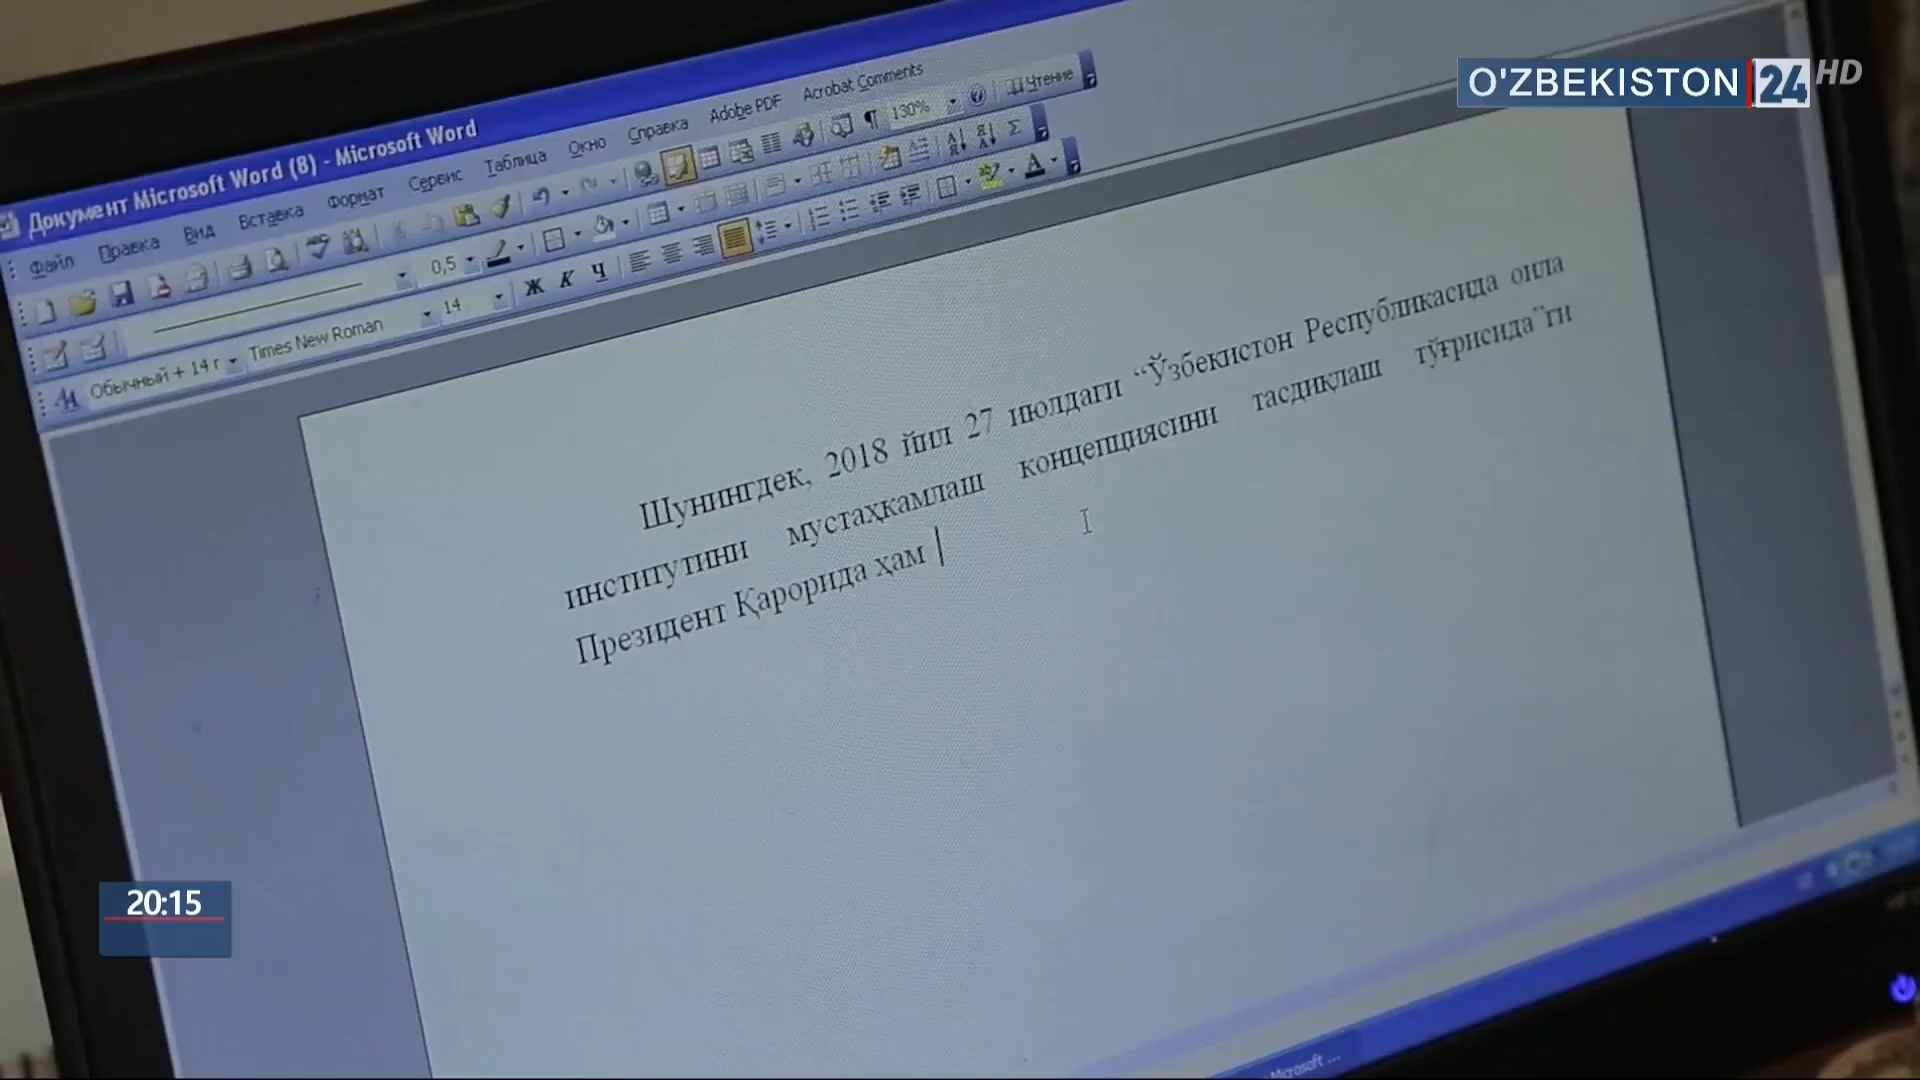 O'ZBEKISTON 24 HD
Документ Microsoft Word (8) - Microsoft Word
Файл Правка Вид Вставка Формат Сервис Таблица Окно Справка Adobe PDF Acrobat Comments
130% Чтение
0,5
Обычный + 14 г Times New Roman 14 Ж К Ч
Шунингдек, 2018 йил 27 июлдаги “Ўзбекистон Республикасида оила
институтини мустаҳкамлаш концепциясини тасдиқлаш тўғрисида”ги
Президент Қарорида ҳам
20:15
Microsoft ...